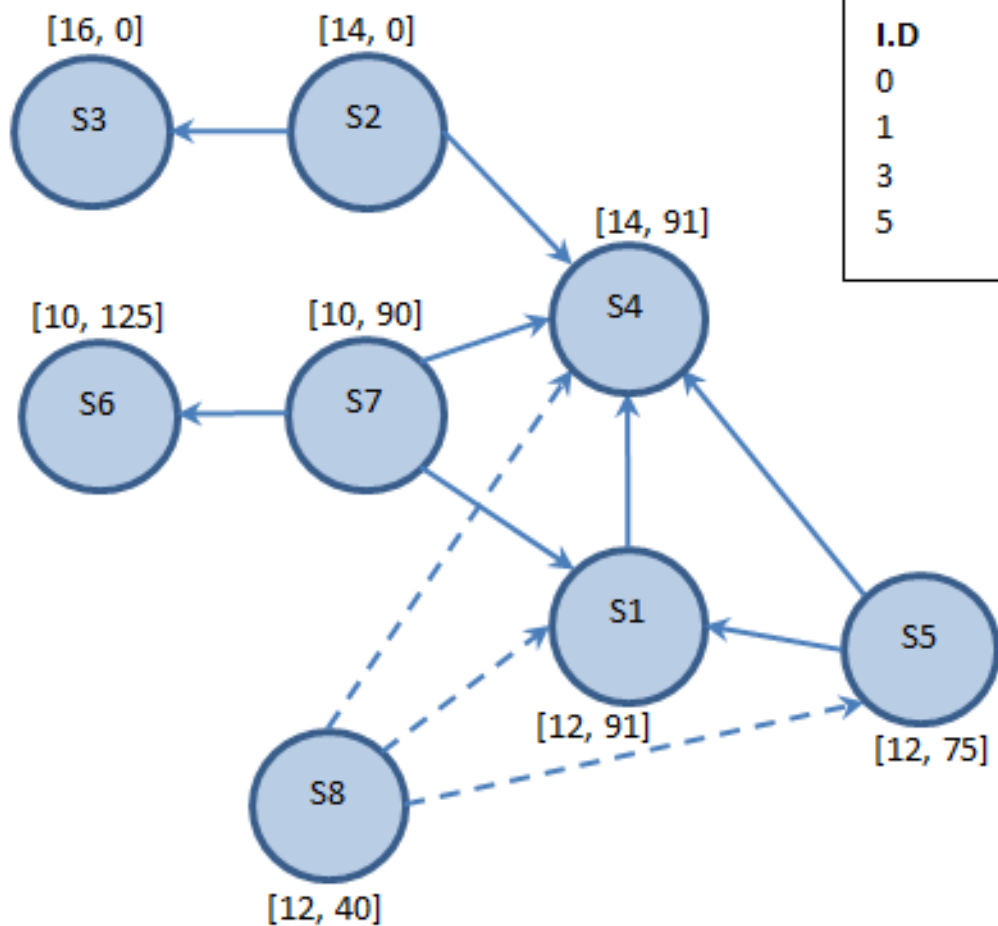 [16, 0]
[14, 0]
S3
S2
I.D
0
1
3
5
[14, 91]
S4
[10, 125]
[10, 90]
S6
S7
S1
S5
[12, 91]
[12, 75]
S8
[12, 40]